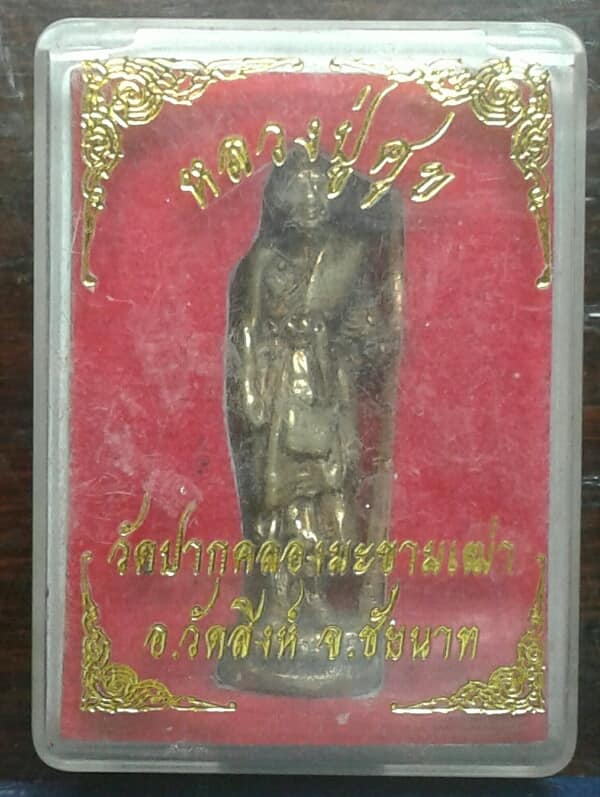 หลวงปู่ศุข
วัดปากคลองมะขามเฒ่า
อ.วัดสิงห์ จ.ชัยนาท